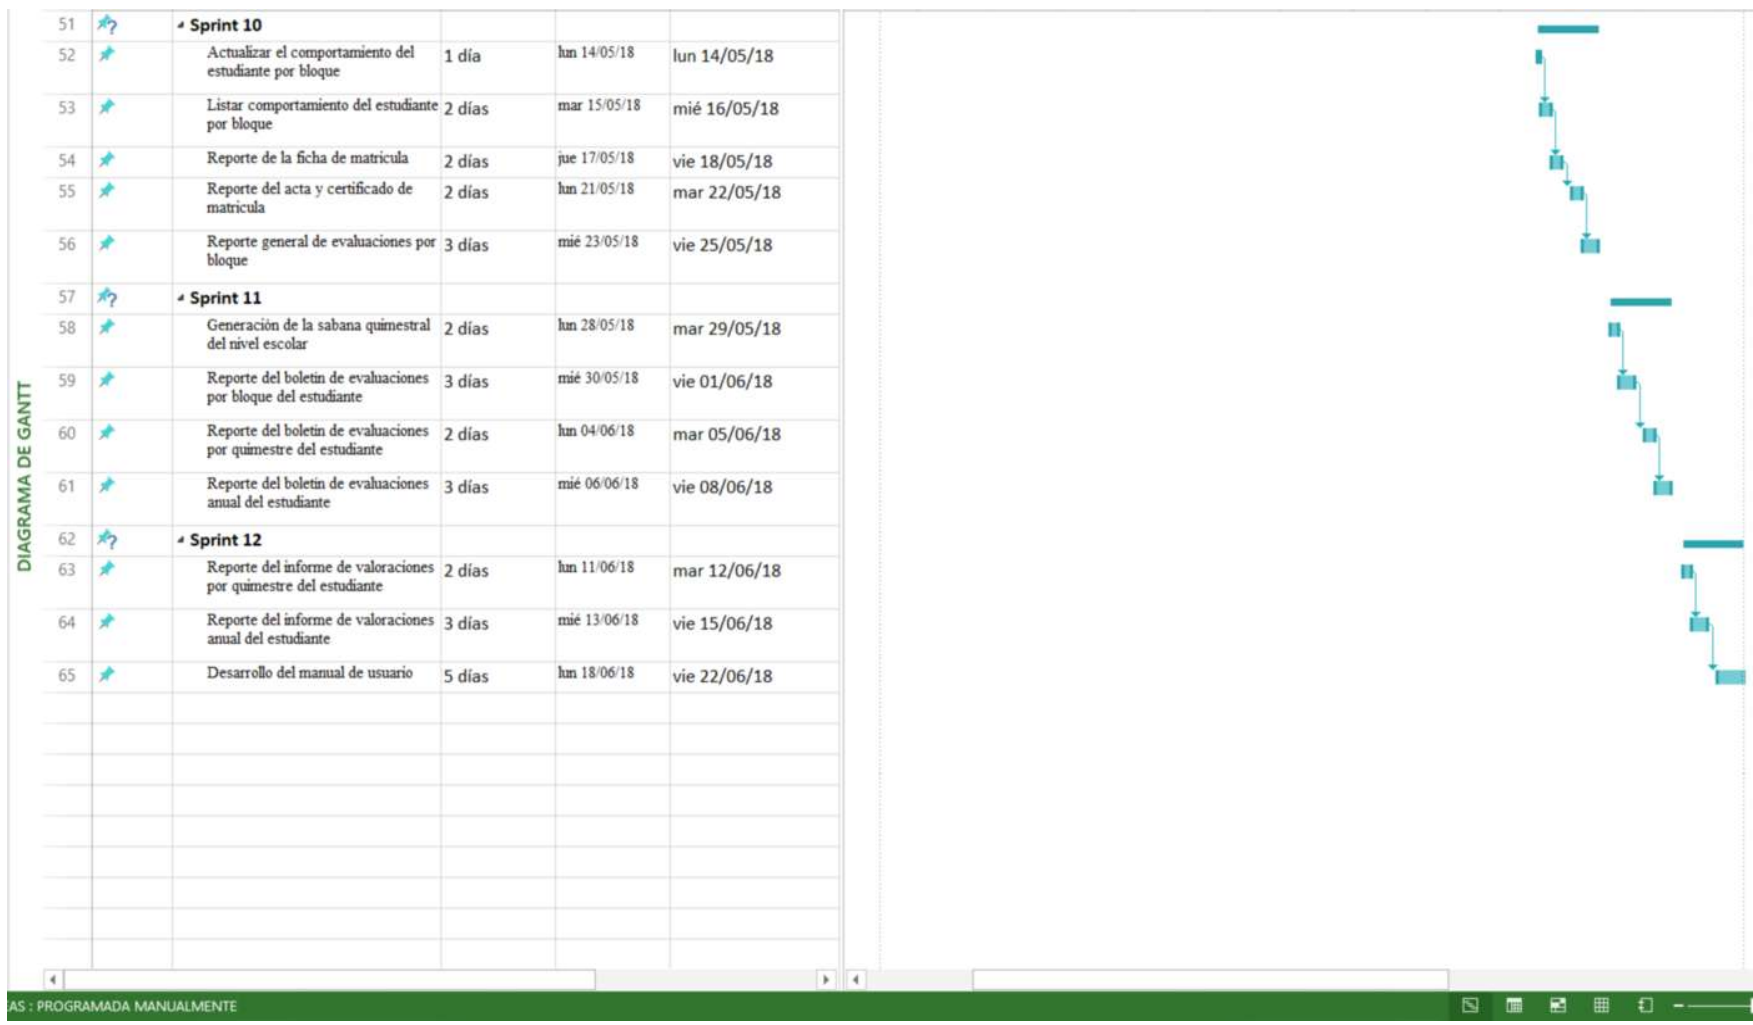 51 Sprint 10
52 Actualizar el comportamiento del 1 día lun 14/05/18 lun 14/05/18
estudiante por bloque
53 Listar comportamiento del estudiante 2 días mar 15/05/18 mié 16/05/18
por bloque
54 Reporte de la ficha de matricula 2 días jue 17/05/18 vie 18/05/18
55 Reporte del acta y certificado de 2 días lun 21/05/18 mar 22/05/18
matricula
56 Reporte general de evaluaciones por 3 días mié 23/05/18 vie 25/05/18
bloque
57 Sprint 11
58 Generación de la sabana quimestral 2 días lun 28/05/18 mar 29/05/18
del nivel escolar
59 Reporte del boletin de evaluaciones 3 días mié 30/05/18 vie 01/06/18
por bloque del estudiante
60 Reporte del boletin de evaluaciones 2 días lun 04/06/18 mar 05/06/18
por quimestre del estudiante
61 Reporte del boletin de evaluaciones 3 días mié 06/06/18 vie 08/06/18
anual del estudiante
62 Sprint 12
63 Reporte del informe de valoraciones 2 días lun 11/06/18 mar 12/06/18
por quimestre del estudiante
64 Reporte del informe de valoraciones 3 días mié 13/06/18 vie 15/06/18
anual del estudiante
65 Desarrollo del manual de usuario 5 días lun 18/06/18 vie 22/06/18
DIAGRAMA DE GANTT
AS : PROGRAMADA MANUALMENTE